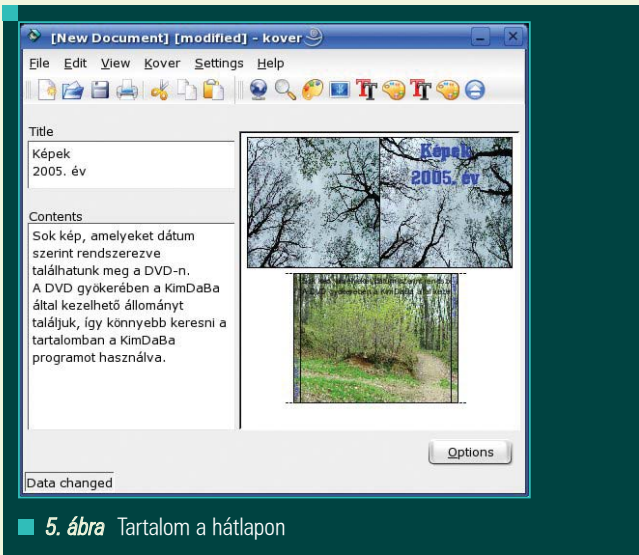 [New Document] [modified] - kover
File Edit View Kover Settings Help
Title
Képek
2005. év
Contents
Sok kép, amelyeket dátum
szerint rendszerezve
találhatunk meg a DVD-n.
A DVD gyökerében a KimDaBa
által kezelhető állományt
találjuk, így könnyebb keresni a
tartalomban a KimDaBa
programot használva.
Képek
2005. év
Options
Data changed
5. ábra Tartalom a hátlapon